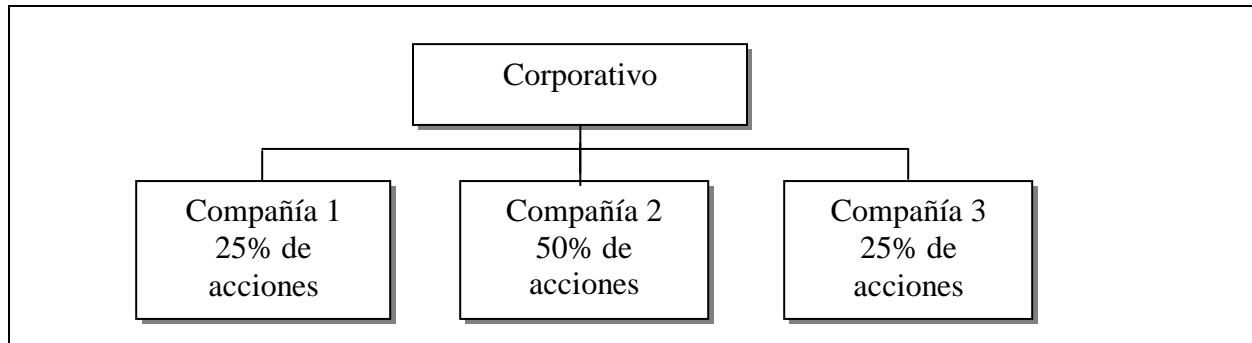 Corporativo
Compañía 1
25% de
acciones
Compañía 2
50% de
acciones
Compañía 3
25% de
acciones